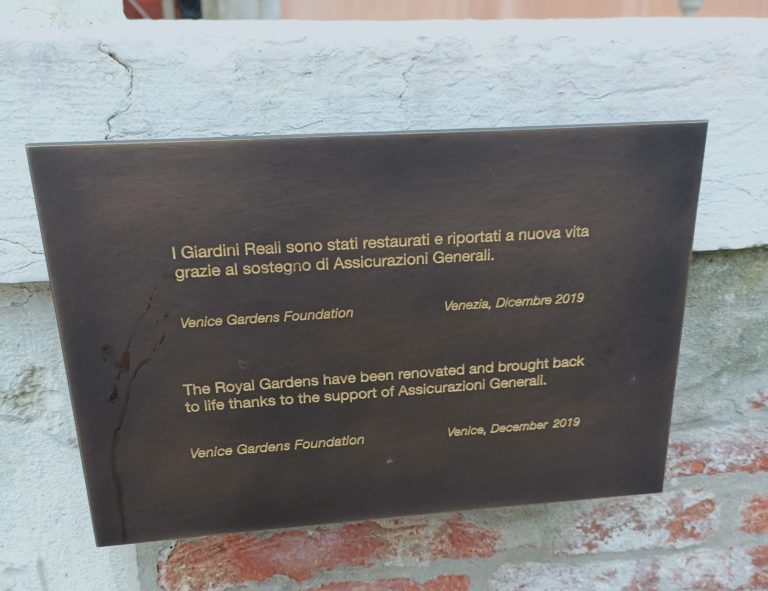 I Giardini Reali sono stati restaurati e riportati a nuova vita
grazie al sostegno di Assicurazioni Generali.
Venice Gardens Foundation Venezia, Dicembre 2019
The Royal Gardens have been renovated and brought back
to life thanks to the support of Assicurazioni Generali.
Venice Gardens Foundation Venice, December 2019